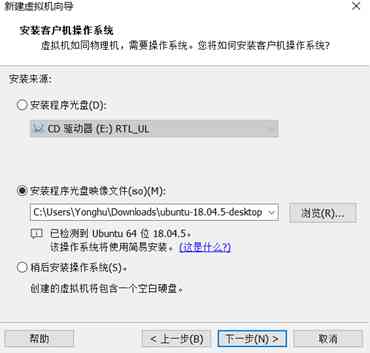 新建虚拟机向导
安装客户机操作系统
虚拟机如同物理机，需要操作系统。您将如何安装客户机操作系统?
安装来源:
安装程序光盘(D):
CD 驱动器 (E:) RTL_UL
安装程序光盘映像文件(iso)(M):
C:\Users\Yonghu\Downloads\ubuntu-18.04.5-desktop
浏览(R)...
已检测到 Ubuntu 64 位 18.04.5。
该操作系统将使用简易安装。(这是什么?)
稍后安装操作系统(S)。
创建的虚拟机将包含一个空白硬盘。
帮助
< 上一步(B)
下一步(N) >
取消